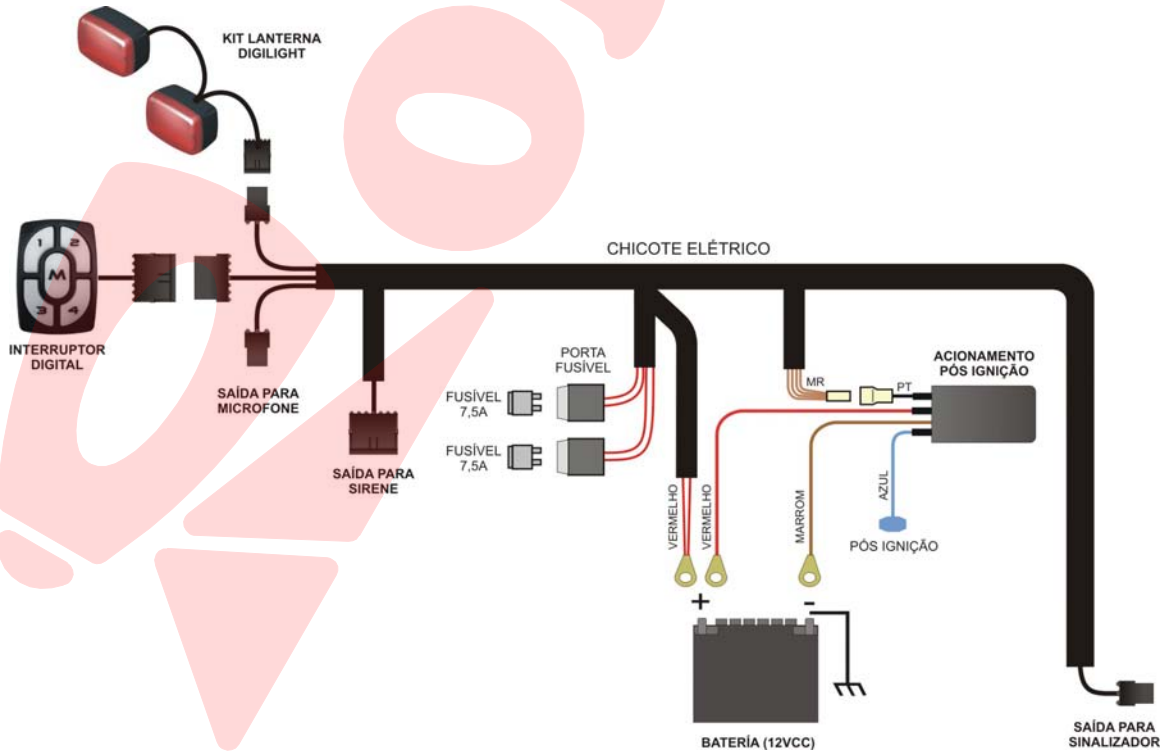 KIT LANTERNA
DIGILIGHT
1
2
M
3
4
INTERRUPTOR
DIGITAL
SAÍDA PARA
MICROFONE
CHICOTE ELÉTRICO
SAÍDA PARA
SIRENE
PORTA
FUSÍVEL
FUSÍVEL
7,5A
FUSÍVEL
7,5A
MR
PT
ACIONAMENTO
PÓS IGNIÇÃO
VERMELHO
VERMELHO
MARROM
AZUL
PÓS IGNIÇÃO
+
-
BATERÍA (12VCC)
SAÍDA PARA
SINALIZADOR